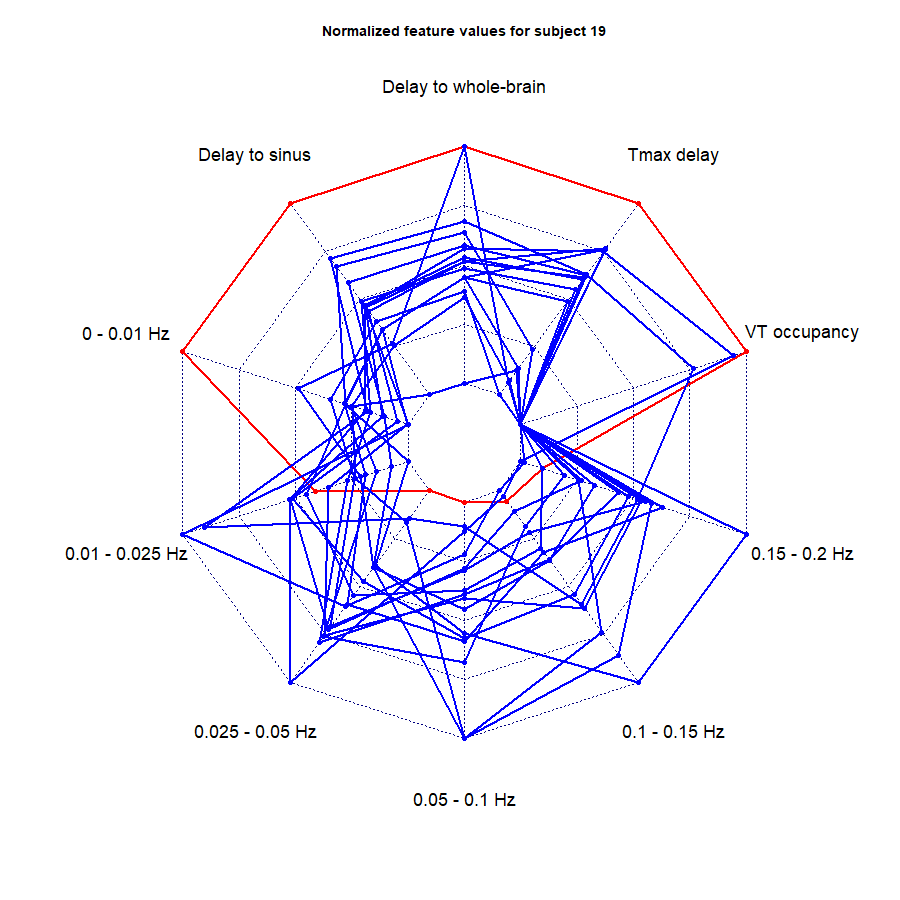 Normalized feature values for subject 19
Delay to whole-brain
Delay to sinus
Tmax delay
0 - 0.01 Hz
VT occupancy
0.01 - 0.025 Hz
0.15 - 0.2 Hz
0.025 - 0.05 Hz
0.1 - 0.15 Hz
0.05 - 0.1 Hz